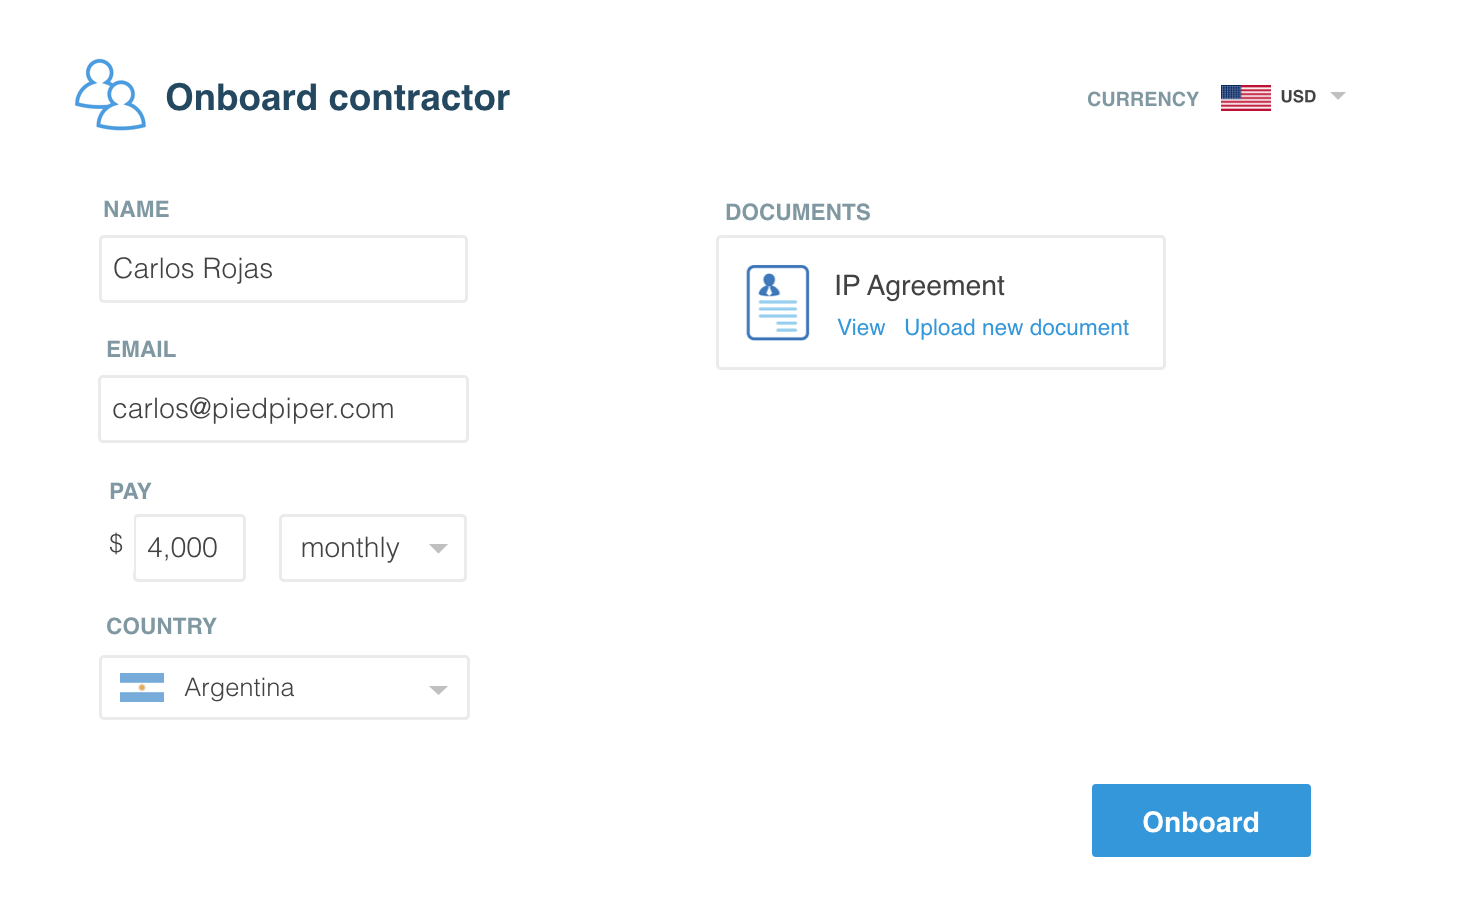 Onboard contractor
CURRENCY USD
NAME
Carlos Rojas
EMAIL
carlos@piedpiper.com
PAY
$ 4,000 monthly
COUNTRY
Argentina
DOCUMENTS
IP Agreement
View Upload new document
Onboard